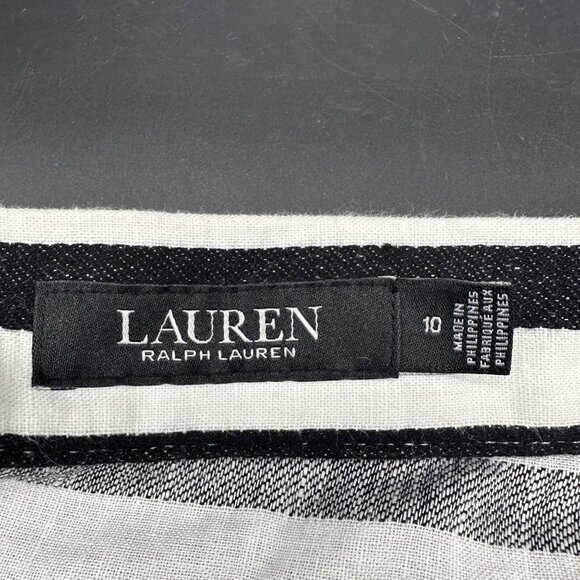 LAUREN
RALPH LAUREN
10
MADE IN
PHILIPPINES
FABRIQUE AUX
PHILIPPINES